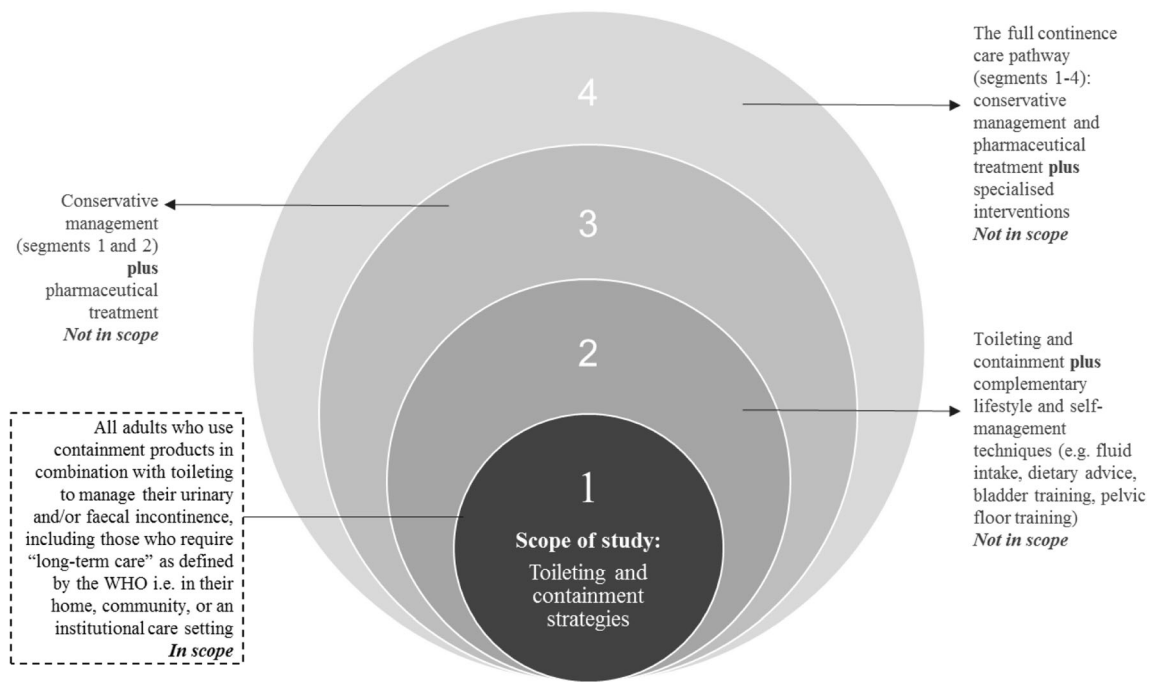 4
The full continence
care pathway
(segments 1-4):
conservative
management and
pharmaceutical
treatment plus
specialised
interventions
Not in scope
Conservative
management
(segments 1 and 2)
plus
pharmaceutical
treatment
Not in scope
3
2
Toileting and
containment plus
complementary
lifestyle and self-
management
techniques (e.g. fluid
intake, dietary advice,
bladder training, pelvic
floor training)
Not in scope
All adults who use
containment products in
combination with toileting
to manage their urinary
and/or faecal incontinence,
including those who require
“long-term care” as defined
by the WHO i.e. in their
home, community, or an
institutional care setting
In scope
1
Scope of study:
Toileting and
containment
strategies